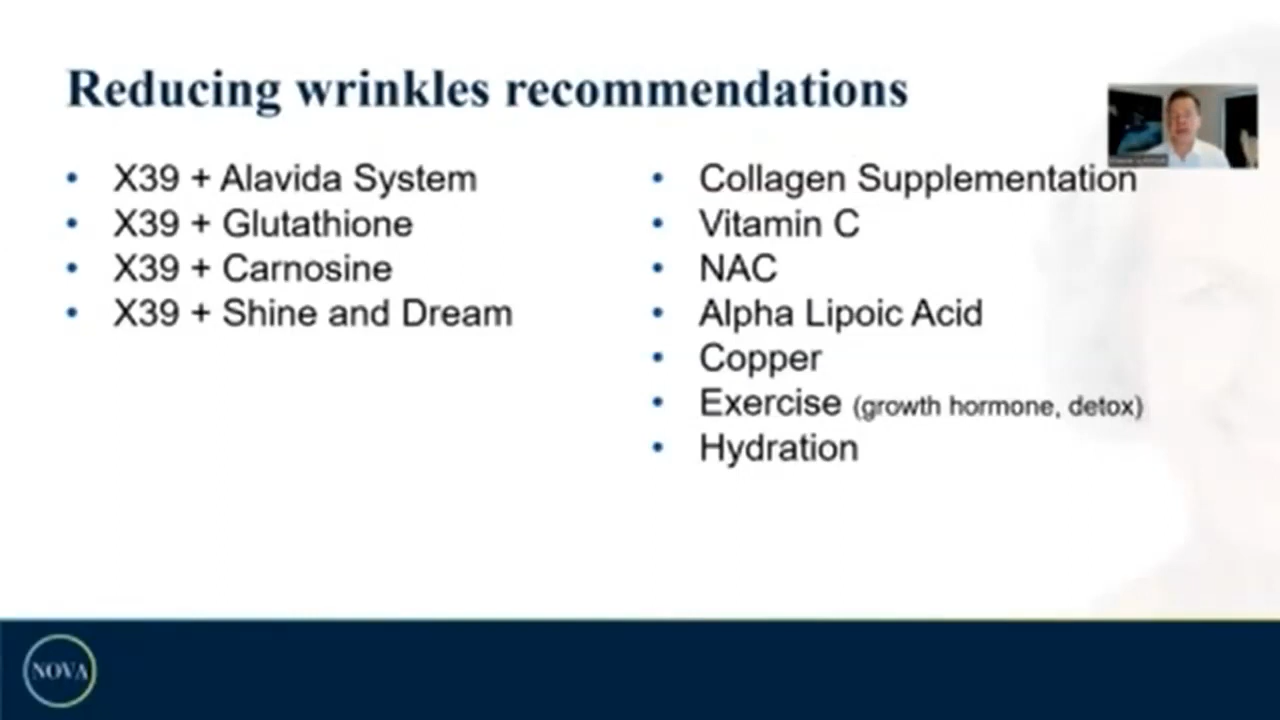 Reducing wrinkles recommendations
X39 + Alavida System
X39 + Glutathione
X39 + Carnosine
X39 + Shine and Dream
Collagen Supplementation
Vitamin C
NAC
Alpha Lipoic Acid
Copper
Exercise (growth hormone, detox)
Hydration
NOVA